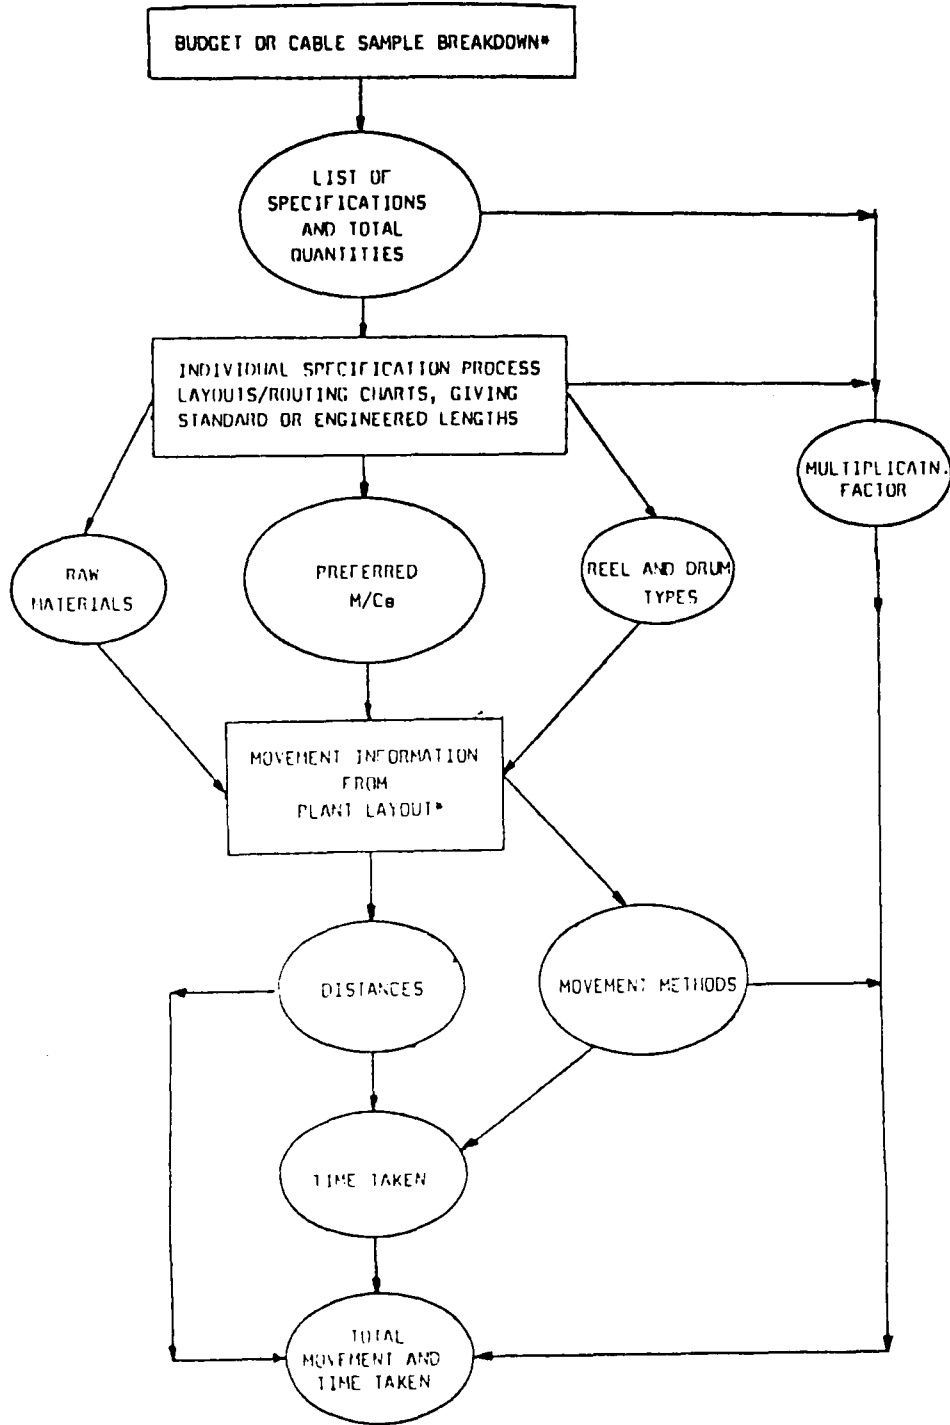 BUDGET OR CABLE SAMPLE BREAKDOWN*
LIST OF
SPECIFICATIONS
AND TOTAL
QUANTITIES
INDIVIDUAL SPECIFICATION PROCESS
LAYOUTS/ROUTING CHARTS, GIVING
STANDARD OR ENGINEERED LENGTHS
MULTIPLICATN.
FACTOR
RAW
MATERIALS
PREFERRED
M/Cs
REEL AND DRUM
TYPES
MOVEMENT INFORMATION
FROM
PLANT LAYOUT*
DISTANCES
MOVEMENT METHODS
TIME TAKEN
TOTAL
MOVEMENT AND
TIME TAKEN